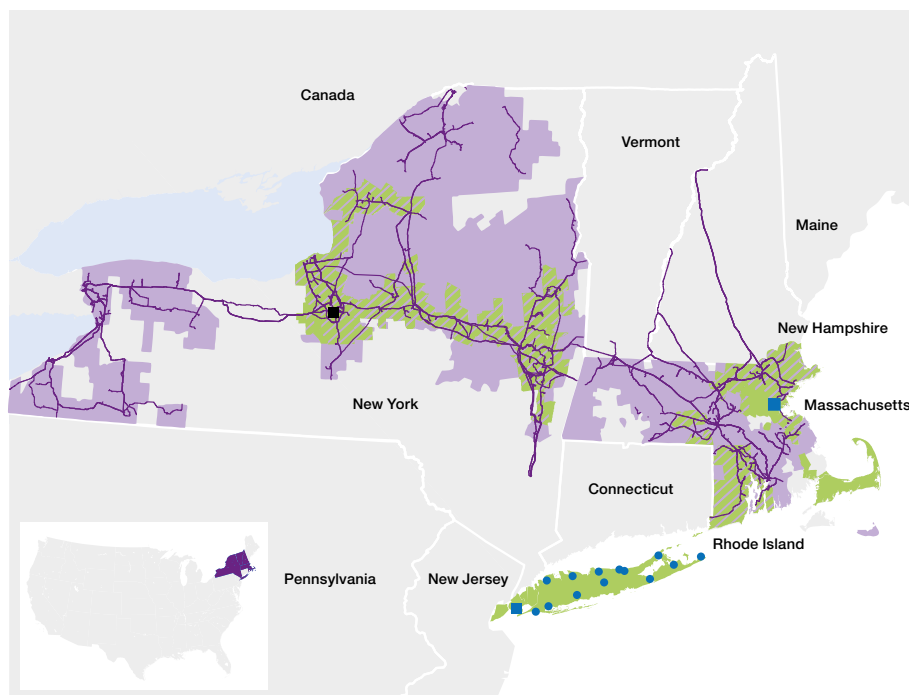 Canada
Vermont
Maine
New Hampshire
New York
Massachusetts
Connecticut
Rhode Island
Pennsylvania
New Jersey